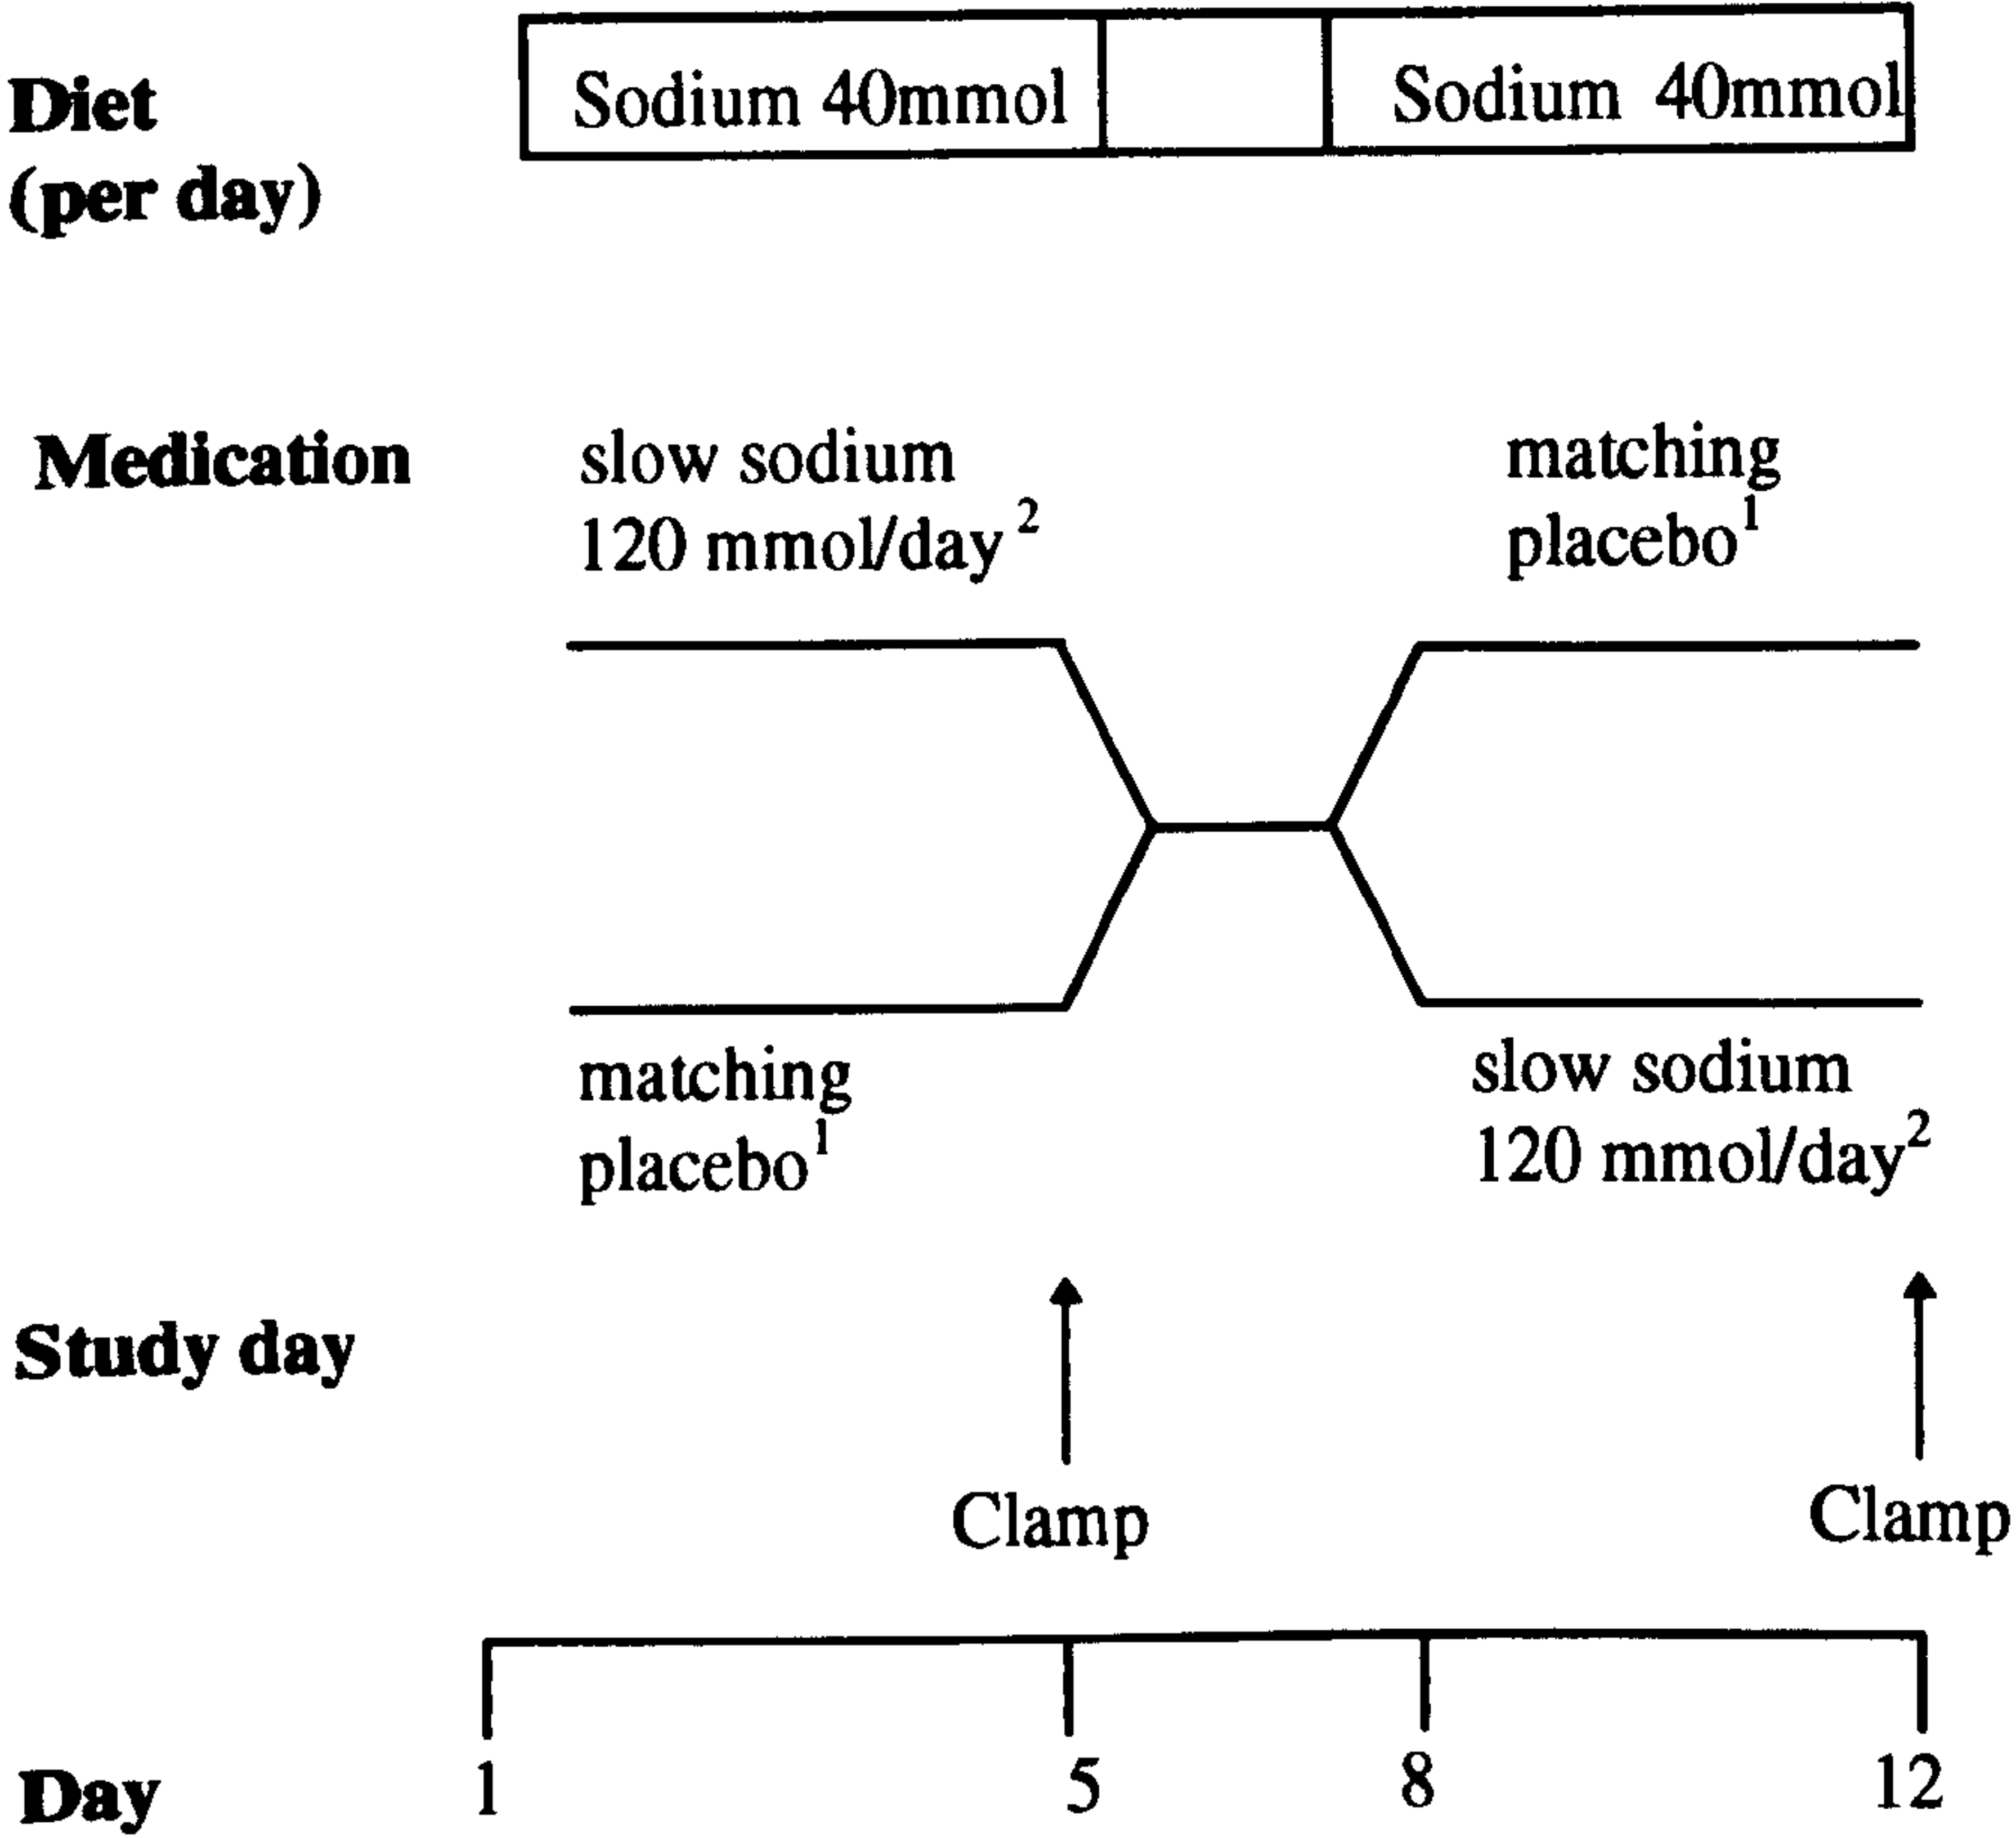 Diet
(per day)
Sodium 40mmol
Sodium 40mmol
Medication
slow sodium
120 mmol/day²
matching
placebo¹
matching
placebo¹
slow sodium
120 mmol/day²
Study day
Clamp
Clamp
Day
1
5
8
12